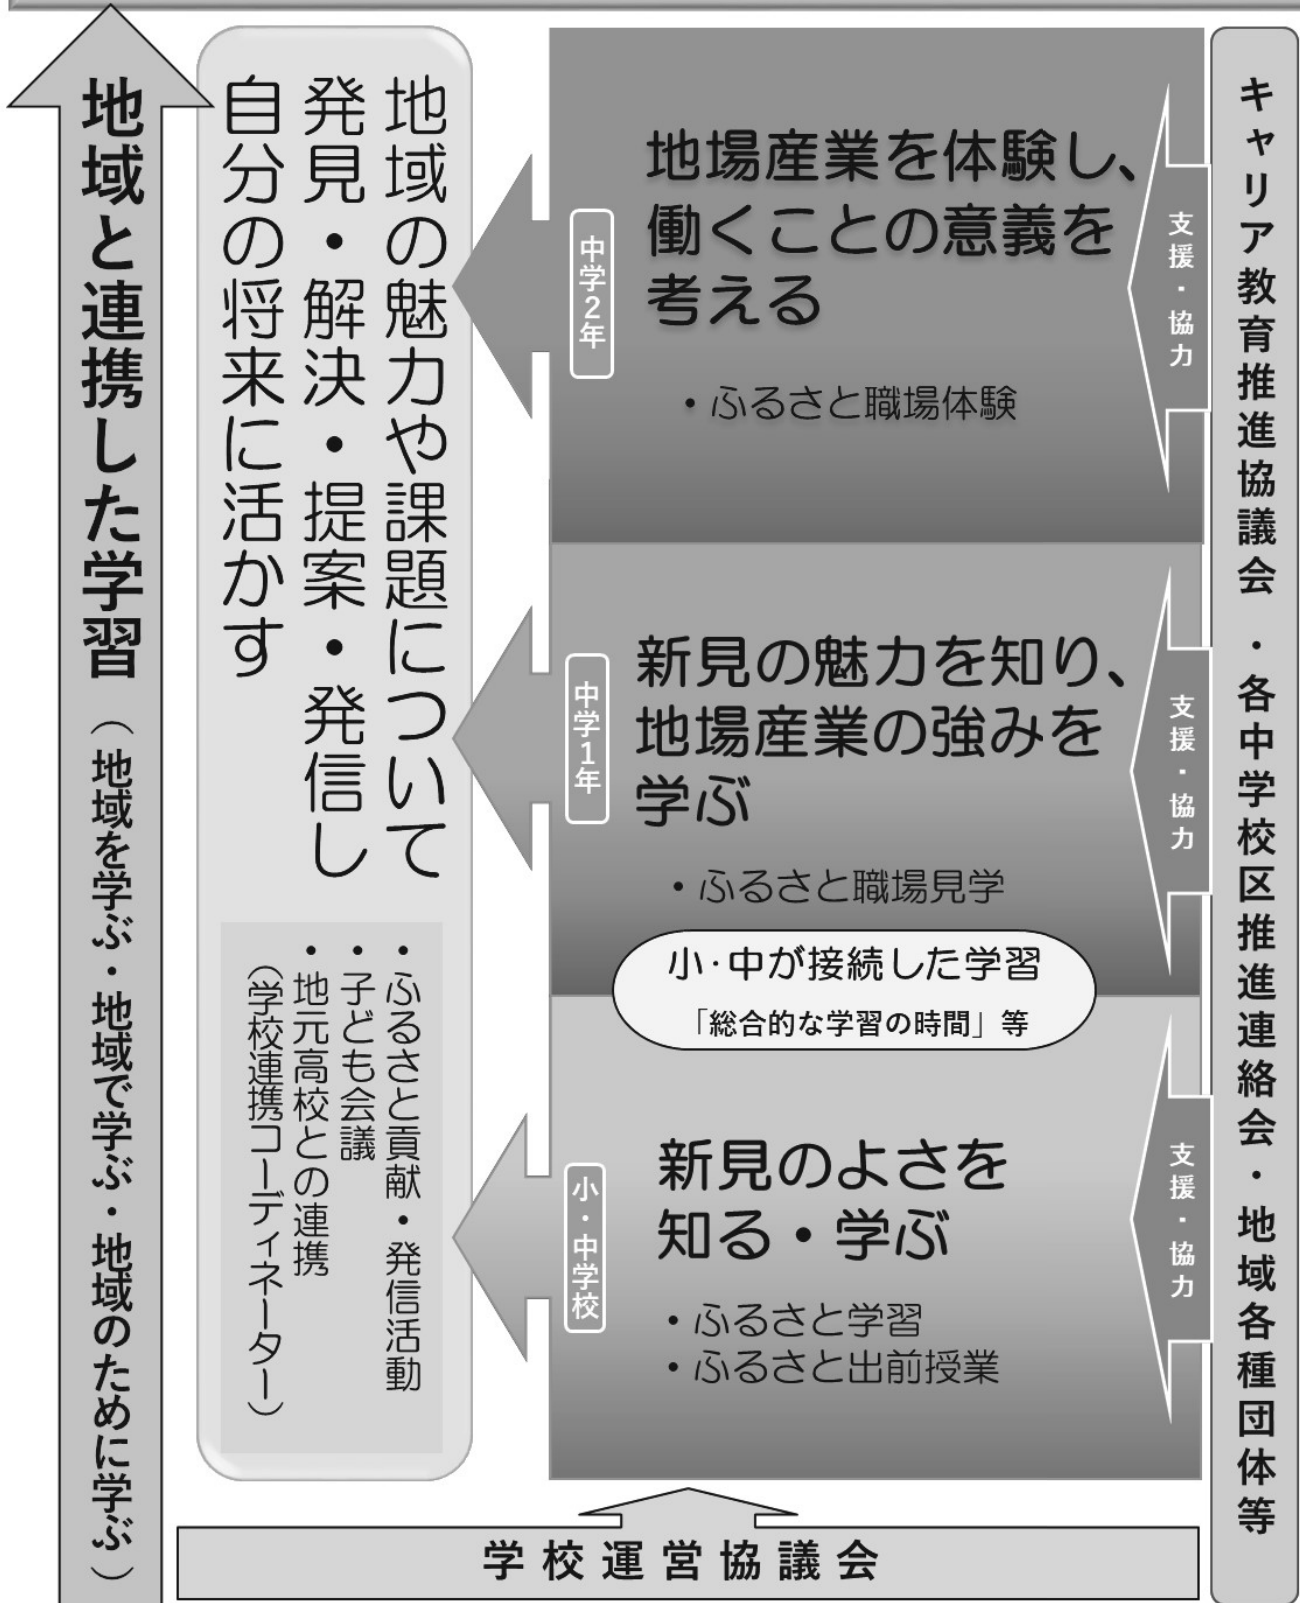 地域と連携した学習（地域を学ぶ・地域で学ぶ・地域のために学ぶ）
地域の魅力や課題について
発見・解決・提案・発信し
自分の将来に活かす
・ふるさと貢献・発信活動
・子ども会議
・地元高校との連携
（学校連携コーディネーター）
中学2年
地場産業を体験し、
働くことの意義を
考える
・ふるさと職場体験
支援・協力
中学1年
新見の魅力を知り、
地場産業の強みを
学ぶ
・ふるさと職場見学
支援・協力
小・中が接続した学習
「総合的な学習の時間」等
小・中学校
新見のよさを
知る・学ぶ
・ふるさと学習
・ふるさと出前授業
支援・協力
キャリア教育推進協議会・各中学校区推進連絡会・地域各種団体等
学校運営協議会